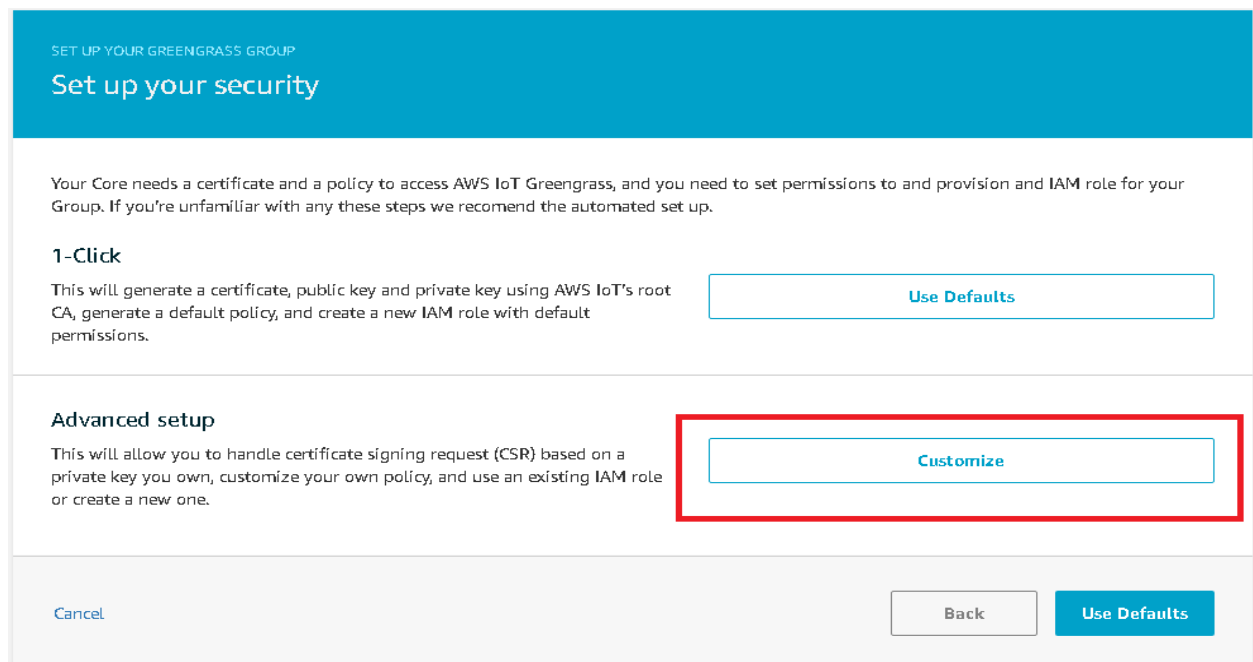 SET UP YOUR GREENGRASS GROUP
Set up your security
Your Core needs a certificate and a policy to access AWS IoT Greengrass, and you need to set permissions to and provision and IAM role for your
Group. If you're unfamiliar with any these steps we recomend the automated set up.
1-Click
This will generate a certificate, public key and private key using AWS IoT's root
CA, generate a default policy, and create a new IAM role with default
permissions.
Use Defaults
Advanced setup
This will allow you to handle certificate signing request (CSR) based on a
private key you own, customize your own policy, and use an existing IAM role
or create a new one.
Customize
Cancel
Back
Use Defaults